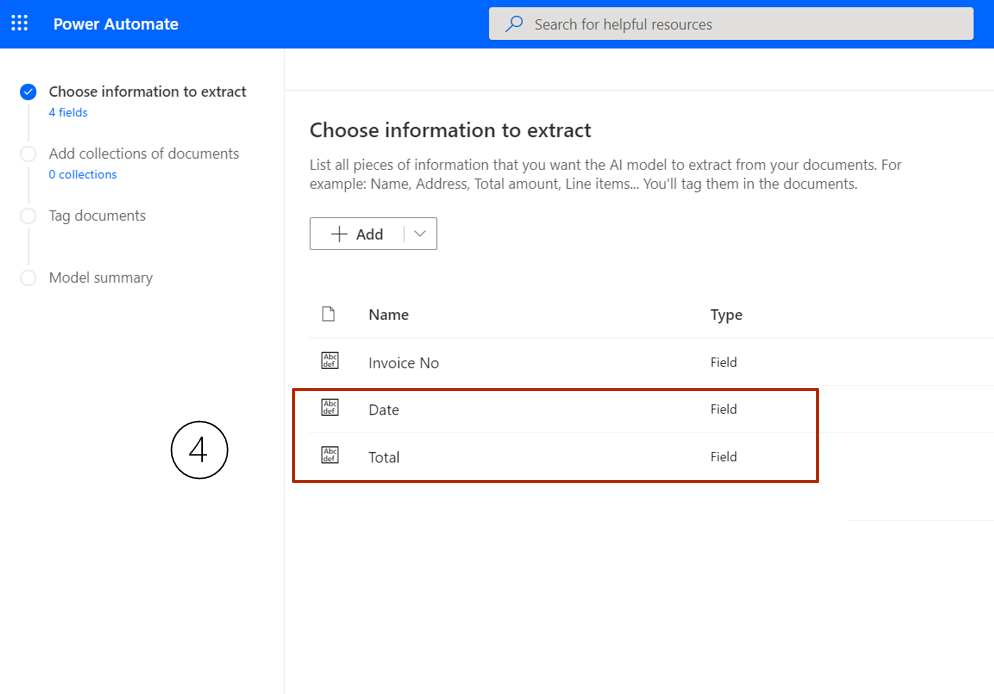 Power Automate
Search for helpful resources
Choose information to extract
4 fields
Add collections of documents
0 collections
Tag documents
Model summary
Choose information to extract
List all pieces of information that you want the AI model to extract from your documents. For
example: Name, Address, Total amount, Line items... You'll tag them in the documents.
Add
Name Type
Abc def Invoice No Field
Abc def Date Field
Abc def Total Field
4